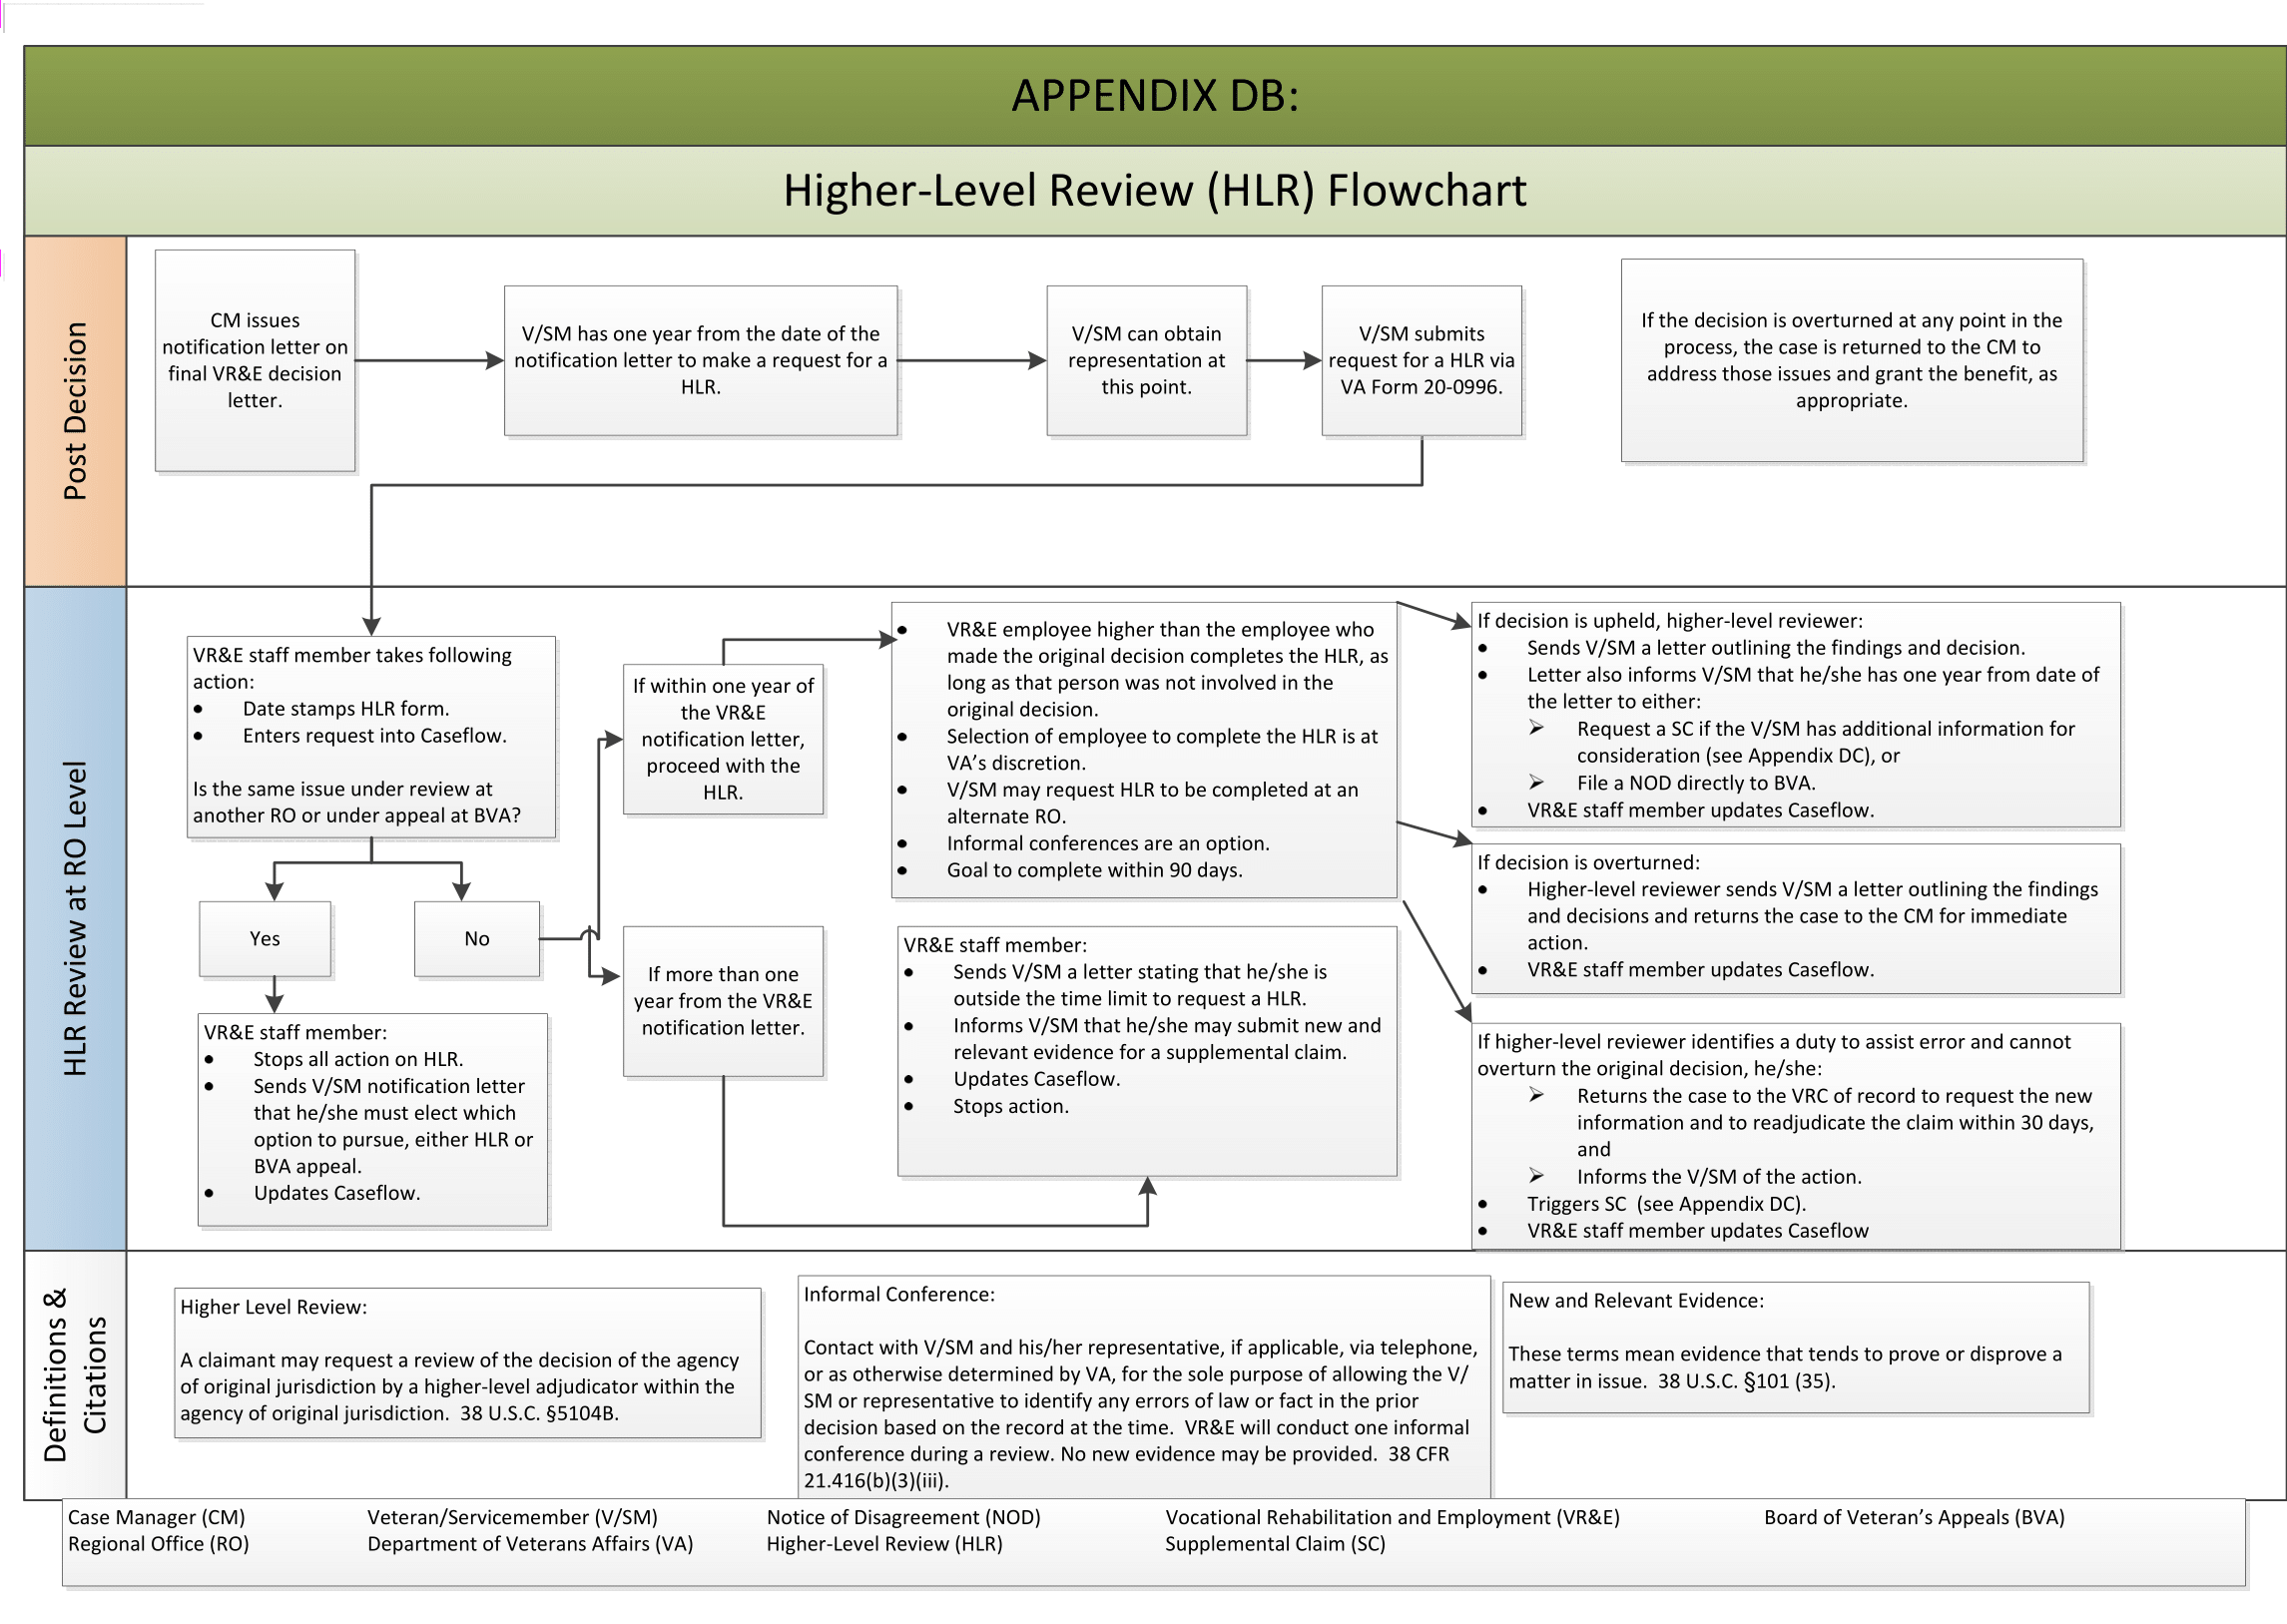 APPENDIX DB:
Higher-Level Review (HLR) Flowchart
Post Decision
CM issues
notification letter on
final VR&E decision
letter.
V/SM has one year from the date of the
notification letter to make a request for a
HLR.
V/SM can obtain
representation at
this point.
V/SM submits
request for a HLR via
VA Form 20-0996.
If the decision is overturned at any point in the
process, the case is returned to the CM to
address those issues and grant the benefit, as
appropriate.
HLR Review at RO Level
VR&E staff member takes following
action:
• Date stamps HLR form.
• Enters request into Caseflow.
Is the same issue under review at
another RO or under appeal at BVA?
Yes
No
VR&E staff member:
• Stops all action on HLR.
• Sends V/SM notification letter
that he/she must elect which
option to pursue, either HLR or
BVA appeal.
• Updates Caseflow.
If within one year of
the VR&E
notification letter,
proceed with the
HLR.
If more than one
year from the VR&E
notification letter.
• VR&E employee higher than the employee who
made the original decision completes the HLR, as
long as that person was not involved in the
original decision.
• Selection of employee to complete the HLR is at
VA’s discretion.
• V/SM may request HLR to be completed at an
alternate RO.
• Informal conferences are an option.
• Goal to complete within 90 days.
VR&E staff member:
• Sends V/SM a letter stating that he/she is
outside the time limit to request a HLR.
• Informs V/SM that he/she may submit new and
relevant evidence for a supplemental claim.
• Updates Caseflow.
• Stops action.
If decision is upheld, higher-level reviewer:
• Sends V/SM a letter outlining the findings and decision.
• Letter also informs V/SM that he/she has one year from date of
the letter to either:
➢ Request a SC if the V/SM has additional information for
consideration (see Appendix DC), or
➢ File a NOD directly to BVA.
• VR&E staff member updates Caseflow.
If decision is overturned:
• Higher-level reviewer sends V/SM a letter outlining the findings
and decisions and returns the case to the CM for immediate
action.
• VR&E staff member updates Caseflow.
If higher-level reviewer identifies a duty to assist error and cannot
overturn the original decision, he/she:
➢ Returns the case to the VRC of record to request the new
information and to readjudicate the claim within 30 days,
and
➢ Informs the V/SM of the action.
• Triggers SC (see Appendix DC).
• VR&E staff member updates Caseflow
Definitions &
Citations
Higher Level Review:
A claimant may request a review of the decision of the agency
of original jurisdiction by a higher-level adjudicator within the
agency of original jurisdiction. 38 U.S.C. §5104B.
Informal Conference:
Contact with V/SM and his/her representative, if applicable, via telephone,
or as otherwise determined by VA, for the sole purpose of allowing the V/
SM or representative to identify any errors of law or fact in the prior
decision based on the record at the time. VR&E will conduct one informal
conference during a review. No new evidence may be provided. 38 CFR
21.416(b)(3)(iii).
New and Relevant Evidence:
These terms mean evidence that tends to prove or disprove a
matter in issue. 38 U.S.C. §101 (35).
Case Manager (CM) Veteran/Servicemember (V/SM) Notice of Disagreement (NOD) Vocational Rehabilitation and Employment (VR&E) Board of Veteran’s Appeals (BVA)
Regional Office (RO) Department of Veterans Affairs (VA) Higher-Level Review (HLR) Supplemental Claim (SC)